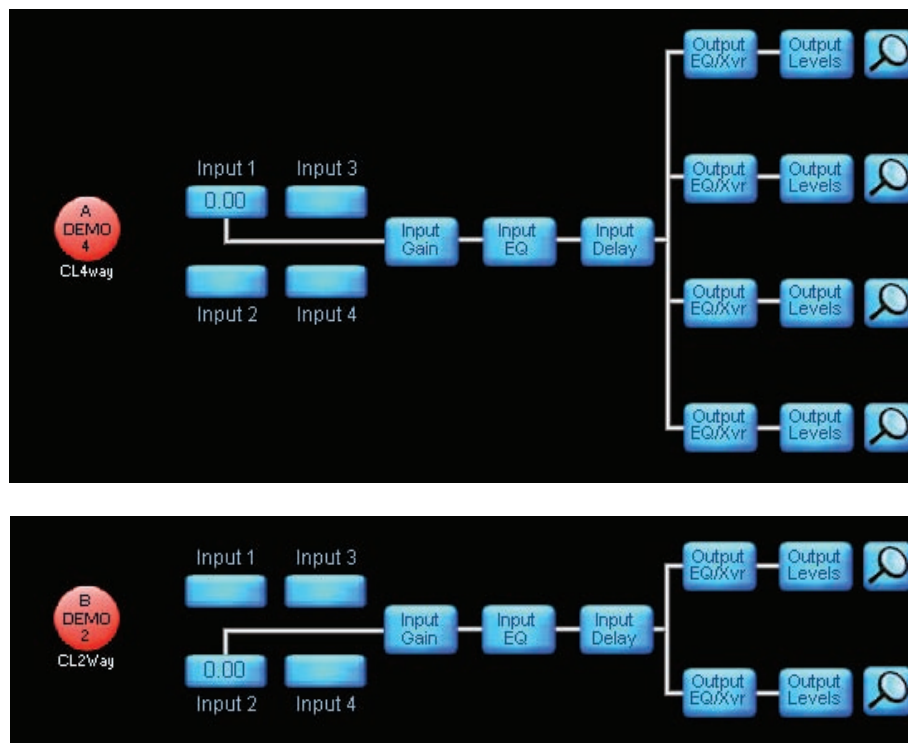 Output
EQ/Xvr
Output
Levels
Input 1
Input 3
0.00
Output
EQ/Xvr
Output
Levels
A
DEMO
4
CL4way
Input
Gain
Input
EQ
Input
Delay
Input 2
Input 4
Output
EQ/Xvr
Output
Levels
Output
EQ/Xvr
Output
Levels
Input 1
Input 3
Output
EQ/Xvr
Output
Levels
B
DEMO
2
CL2Way
Input
Gain
Input
EQ
Input
Delay
0.00
Input 2
Input 4
Output
EQ/Xvr
Output
Levels